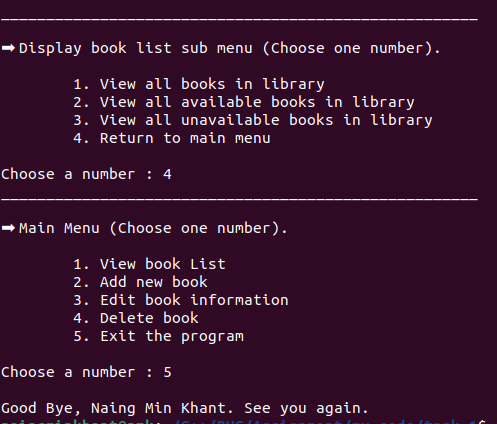 ➡Display book list sub menu (Choose one number).
1. View all books in library
2. View all available books in library
3. View all unavailable books in library
4. Return to main menu
Choose a number : 4
➡Main Menu (Choose one number).
1. View book List
2. Add new book
3. Edit book information
4. Delete book
5. Exit the program
Choose a number : 5
Good Bye, Naing Min Khant. See you again.